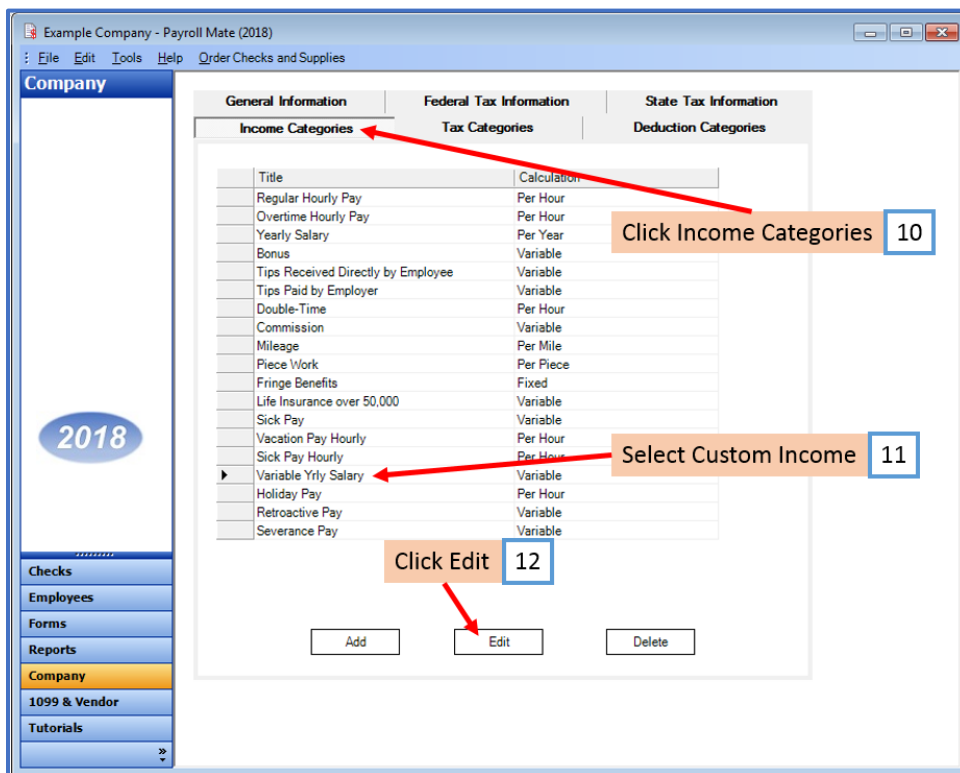 Example Company - Payroll Mate (2018)
File Edit Tools Help Order Checks and Supplies
Company
General Information Federal Tax Information State Tax Information
Income Categories Tax Categories Deduction Categories
Title Calculation
Regular Hourly Pay Per Hour
Overtime Hourly Pay Per Hour
Yearly Salary Per Year
Bonus Variable
Tips Received Directly by Employee Variable
Tips Paid by Employer Variable
Double-Time Per Hour
Commission Variable
Mileage Per Mile
Piece Work Per Piece
Fringe Benefits Fixed
Life Insurance over 50,000 Variable
Sick Pay Variable
Vacation Pay Hourly Per Hour
Sick Pay Hourly Per Hour
Variable Yrly Salary Variable
Holiday Pay Per Hour
Retroactive Pay Variable
Severance Pay Variable
Click Income Categories 10
Select Custom Income 11
Click Edit 12
Add Edit Delete
2018
Checks
Employees
Forms
Reports
Company
1099 & Vendor
Tutorials